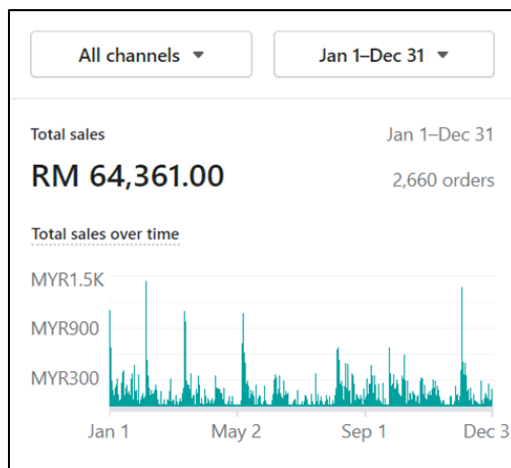 All channels
Jan 1–Dec 31
Total sales
Jan 1–Dec 31
RM 64,361.00
2,660 orders
Total sales over time
MYR1.5K
MYR900
MYR300
Jan 1
May 2
Sep 1
Dec 3